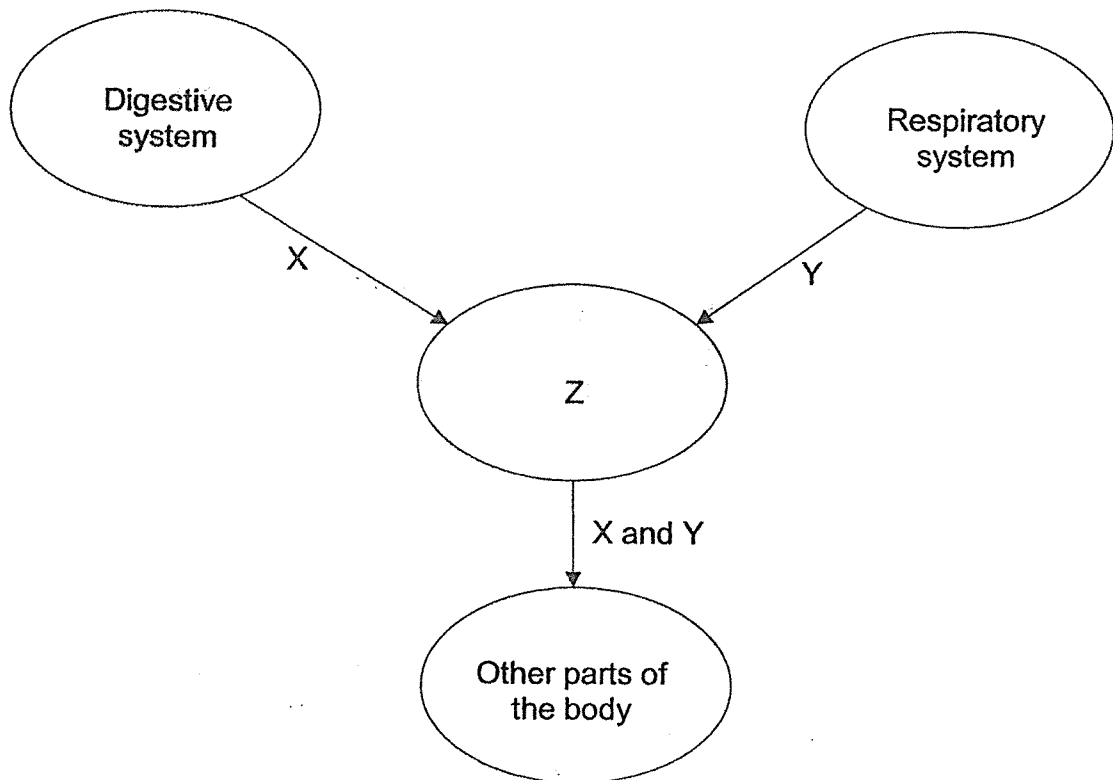 Digestive
system
Respiratory
system
X
Y
Z
X and Y
Other parts of
the body